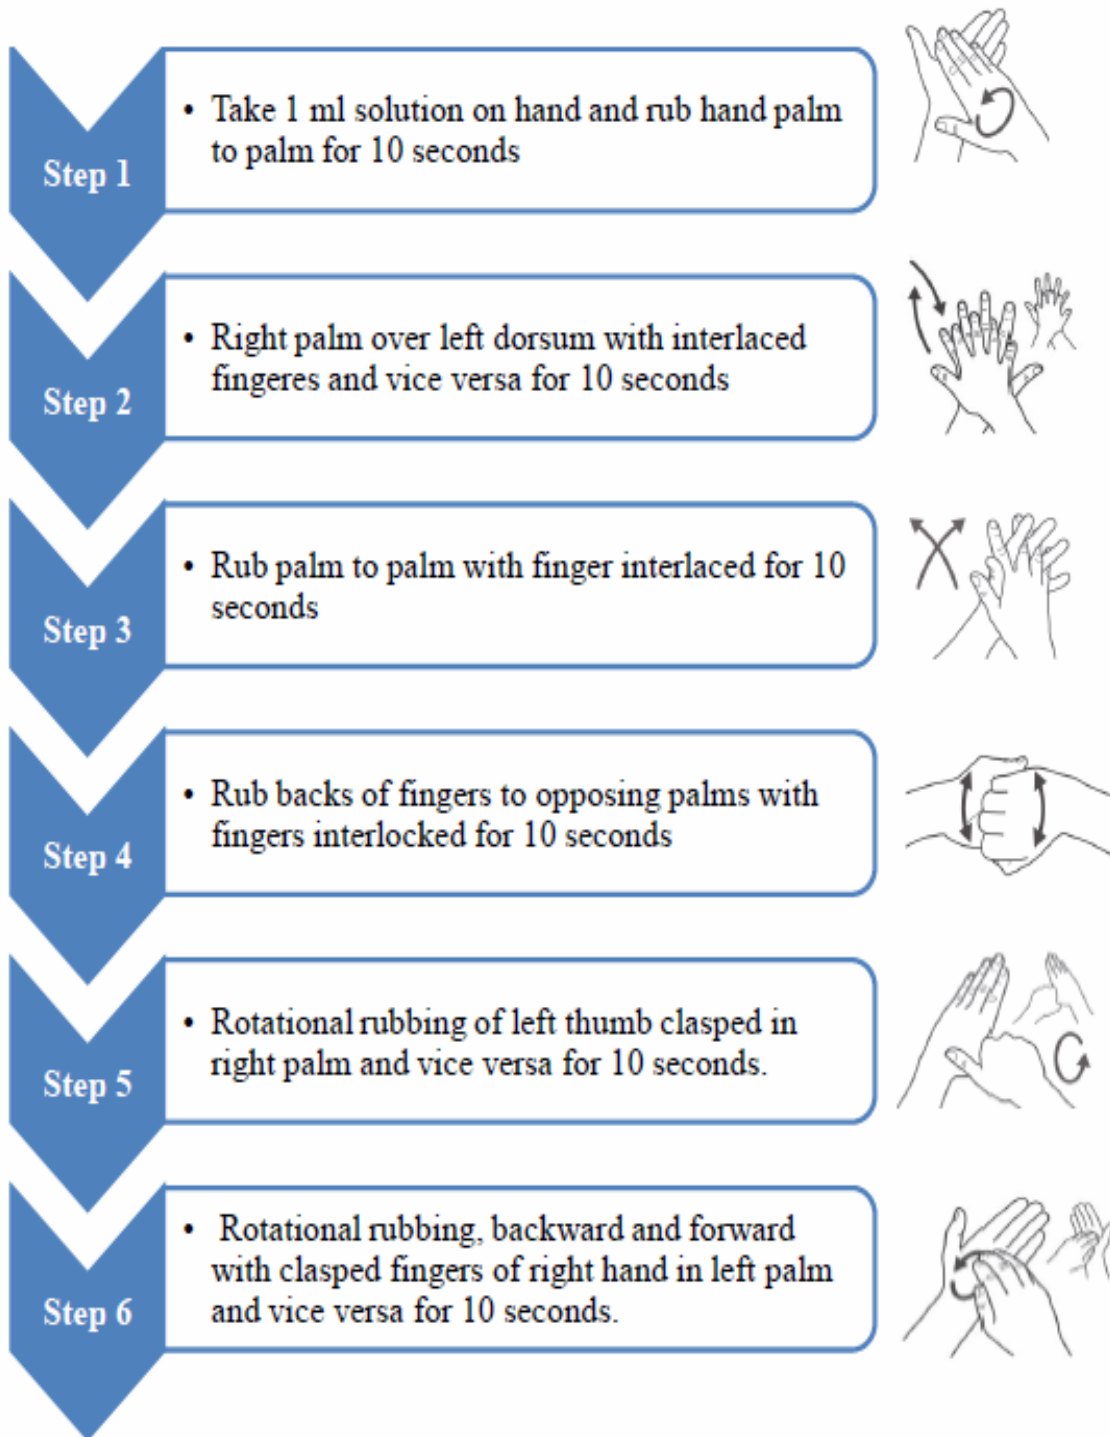 Step 1
• Take 1 ml solution on hand and rub hand palm
to palm for 10 seconds
Step 2
• Right palm over left dorsum with interlaced
fingeres and vice versa for 10 seconds
Step 3
• Rub palm to palm with finger interlaced for 10
seconds
Step 4
• Rub backs of fingers to opposing palms with
fingers interlocked for 10 seconds
Step 5
• Rotational rubbing of left thumb clasped in
right palm and vice versa for 10 seconds.
Step 6
• Rotational rubbing, backward and forward
with clasped fingers of right hand in left palm
and vice versa for 10 seconds.